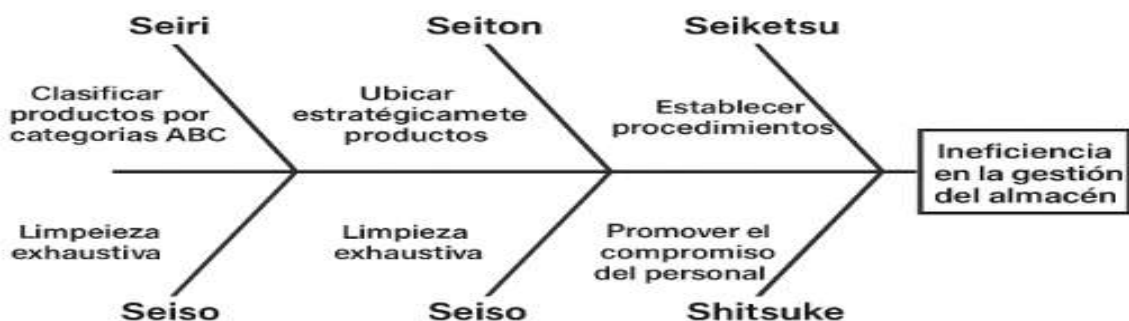 Seiri
Seiton
Seiketsu
Clasificar
productos por
categorias ABC
Ubicar
estratégicamete
productos
Establecer
procedimientos
Ineficiencia
en la gestión
del almacén
Limpeieza
exhaustiva
Limpieza
exhaustiva
Promover el
compromiso
del personal
Seiso
Seiso
Shitsuke